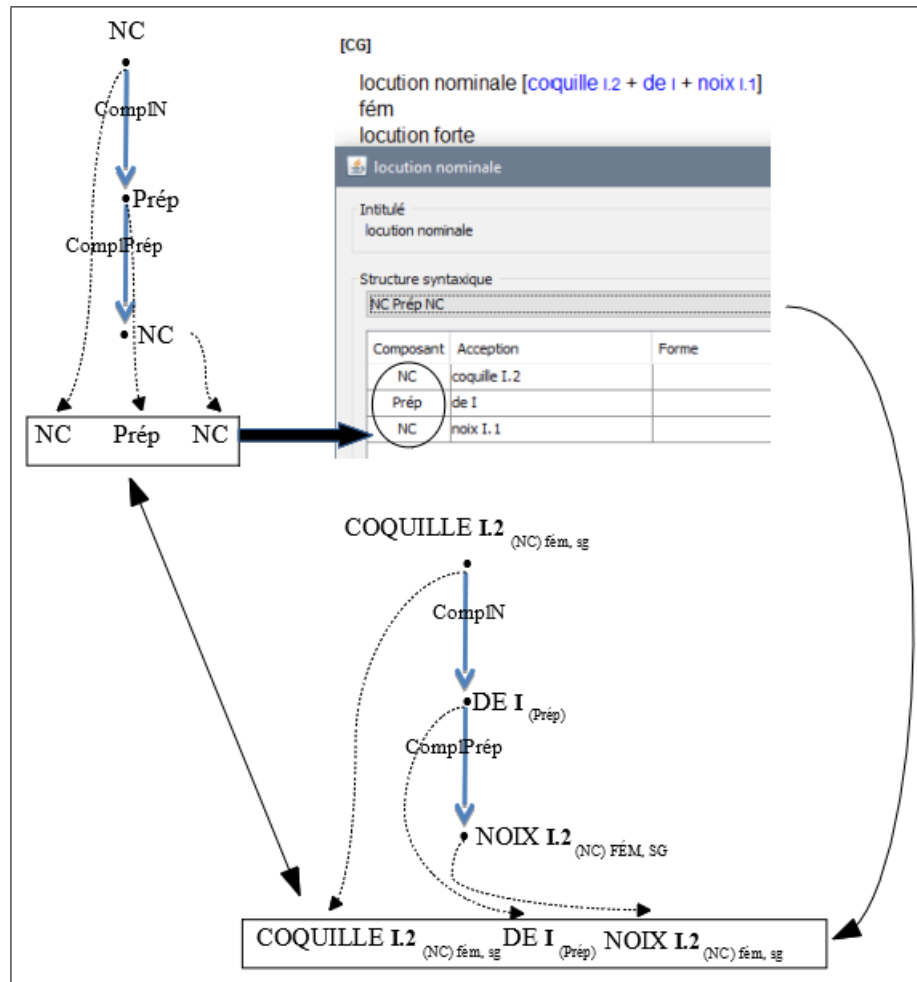 NC
ComplN
Prép
ComplPrép
NC
NC Prép NC
[CG]
locution nominale [coquille I.2 + de I + noix I.1]
fém
locution forte
locution nominale
Intitulé
locution nominale
Structure syntaxique
NC Prép NC
Composant Acception Forme
NC coquille I.2
Prép de I
NC noix I.1
COQUILLE I.2 (NC) fém, sg
ComplN
DE I (Prép)
ComplPrép
NOIX I.2 (NC) FÉM, SG
COQUILLE I.2 (NC) fém, sg DE I (Prép) NOIX I.2 (NC) fém, sg